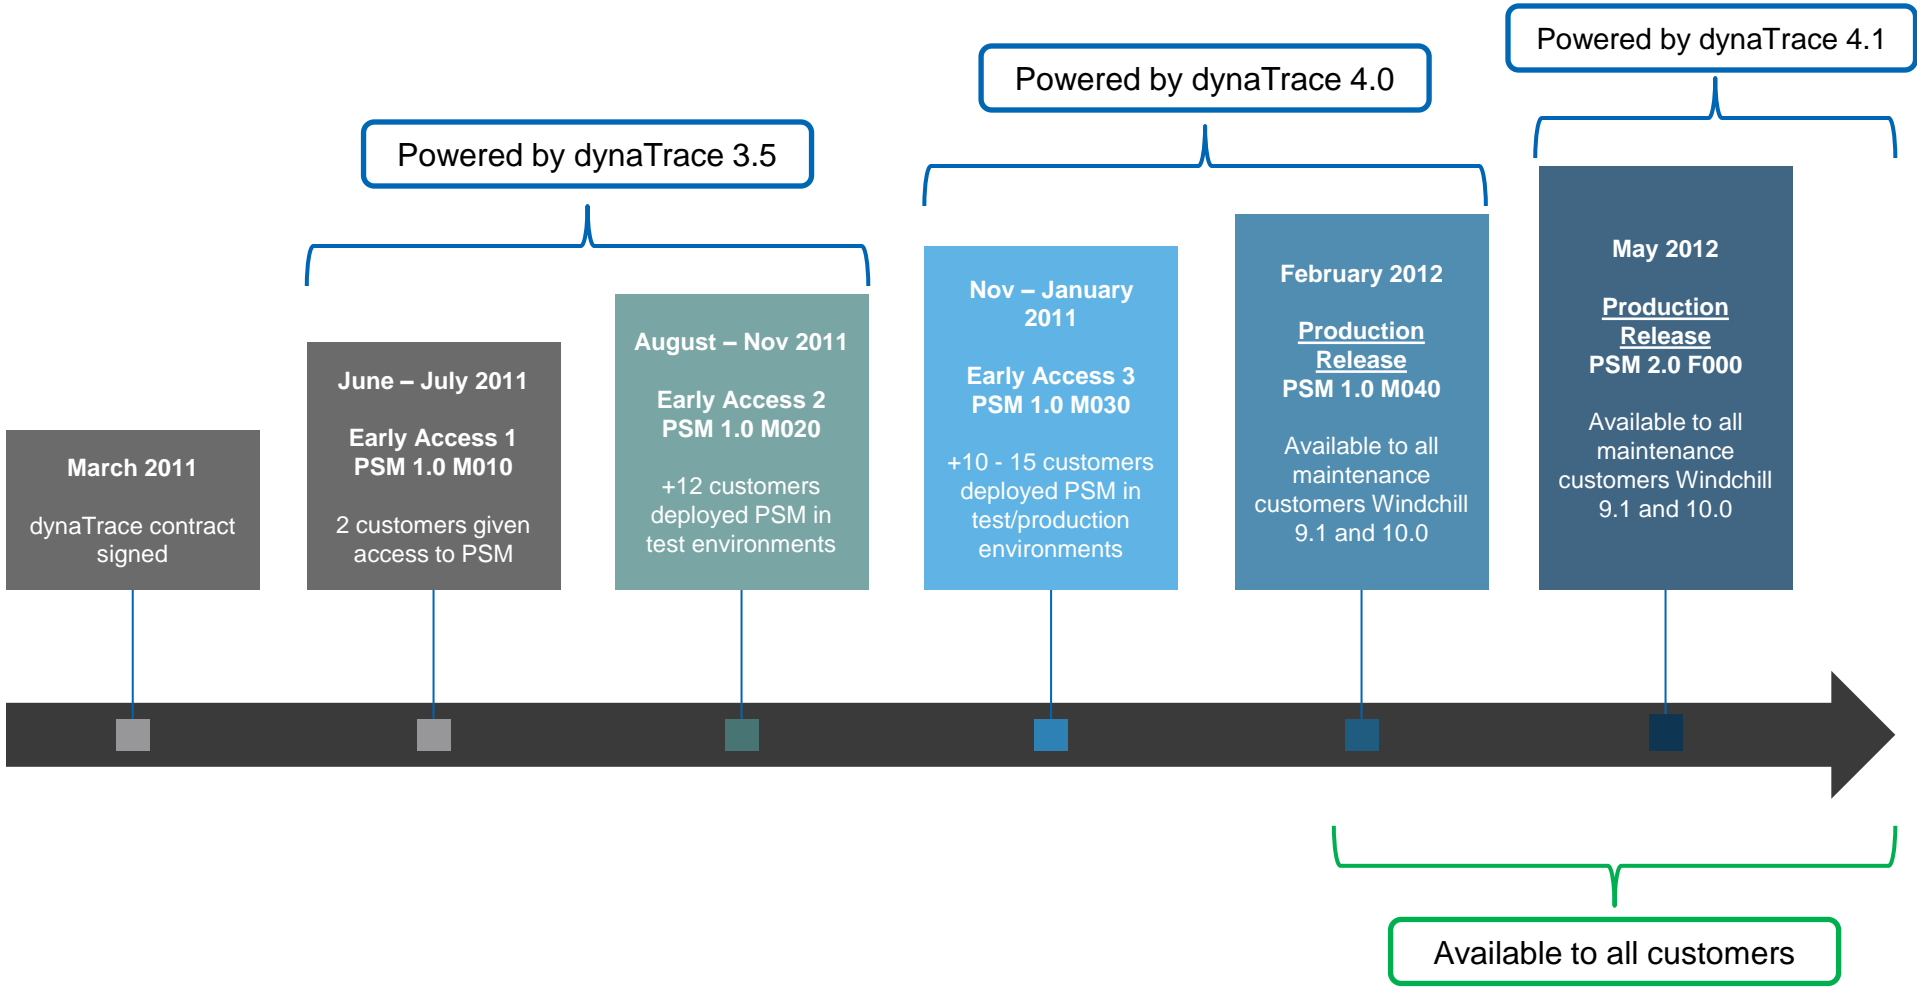 Powered by dynaTrace 3.5
Powered by dynaTrace 4.0
Powered by dynaTrace 4.1
March 2011
dynaTrace contract
signed
June – July 2011
Early Access 1
PSM 1.0 M010
2 customers given
access to PSM
August – Nov 2011
Early Access 2
PSM 1.0 M020
+12 customers
deployed PSM in
test environments
Nov – January
2011
Early Access 3
PSM 1.0 M030
+10 - 15 customers
deployed PSM in
test/production
environments
February 2012
Production
Release
PSM 1.0 M040
Available to all
maintenance
customers Windchill
9.1 and 10.0
May 2012
Production
Release
PSM 2.0 F000
Available to all
maintenance
customers Windchill
9.1 and 10.0
Available to all customers